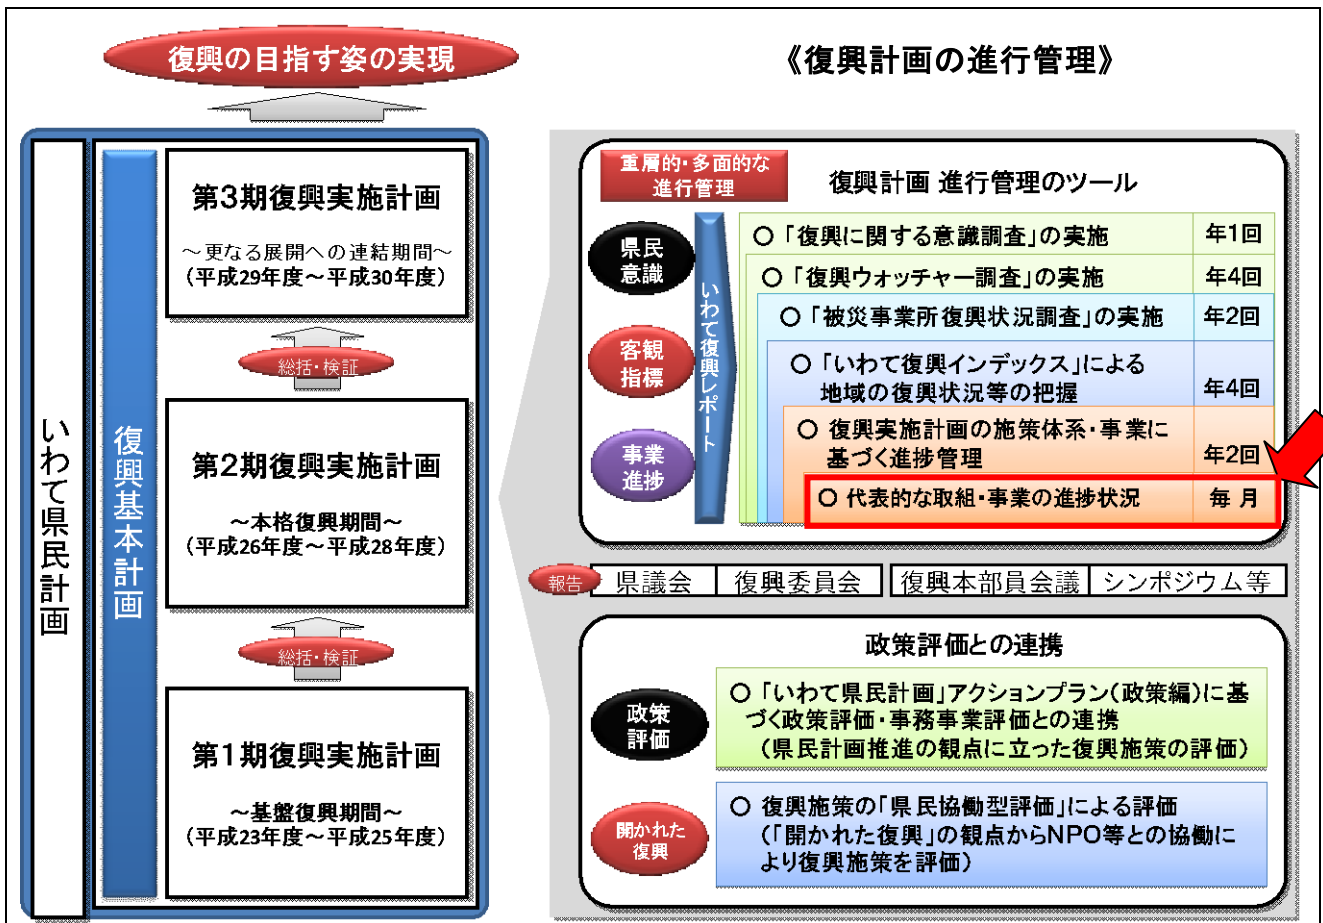 復興の目指す姿の実現
《復興計画の進行管理》
いわて県民計画
復興基本計画
第3期復興実施計画
～更なる展開への連結期間～
(平成29年度～平成30年度)
総括・検証
第2期復興実施計画
～本格復興期間～
(平成26年度～平成28年度)
総括・検証
第1期復興実施計画
～基盤復興期間～
(平成23年度～平成25年度)
重層的・多面的な
進行管理
復興計画 進行管理のツール
県民
意識
客観
指標
事業
進捗
いわて復興レポート
○「復興に関する意識調査」の実施 年1回
○「復興ウォッチャー調査」の実施 年4回
○「被災事業所復興状況調査」の実施 年2回
○「いわて復興インデックス」による
地域の復興状況等の把握 年4回
○ 復興実施計画の施策体系・事業に
基づく進捗管理 年2回
○ 代表的な取組・事業の進捗状況 毎月
報告 県議会 復興委員会 復興本部員会議 シンポジウム等
政策評価との連携
政策
評価
○「いわて県民計画」アクションプラン(政策編)に基
づく政策評価・事務事業評価との連携
(県民計画推進の観点に立った復興施策の評価)
開かれた
復興
○ 復興施策の「県民協働型評価」による評価
(「開かれた復興」の観点からNPO等との協働に
より復興施策を評価)